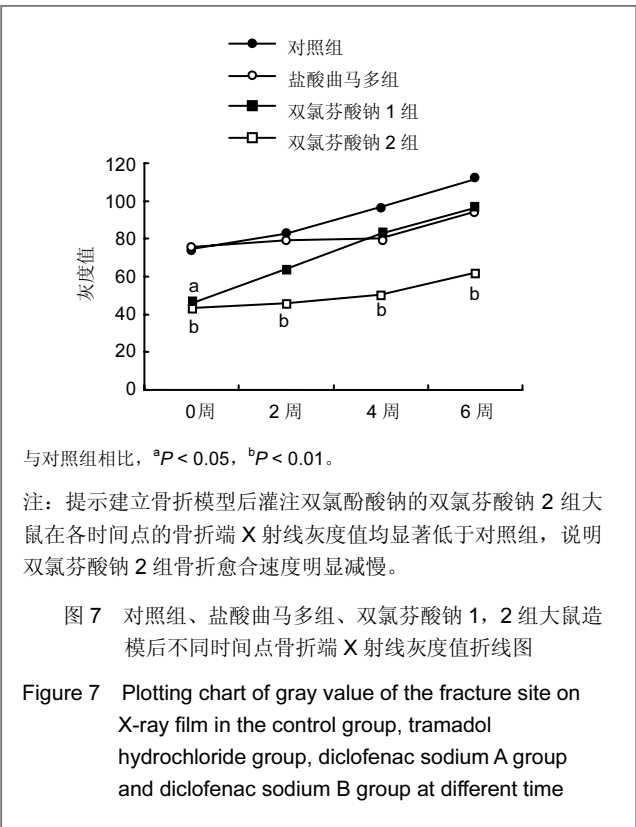 对照组
盐酸曲马多组
双氯芬酸钠 1 组
双氯芬酸钠 2 组
120
100
80
60
40
20
0
灰度值
a
b
b
b
b
0周
2 周
4 周
6 周
与对照组相比，ᵃP < 0.05，ᵇP < 0.01。
注：提示建立骨折模型后灌注双氯酚酸钠的双氯芬酸钠 2 组大
鼠在各时间点的骨折端 X 射线灰度值均显著低于对照组，说明
双氯芬酸钠 2 组骨折愈合速度明显减慢。
图 7 对照组、盐酸曲马多组、双氯芬酸钠 1，2 组大鼠造
模后不同时间点骨折端 X 射线灰度值折线图
Figure 7 Plotting chart of gray value of the fracture site on
X-ray film in the control group, tramadol
hydrochloride group, diclofenac sodium A group
and diclofenac sodium B group at different time